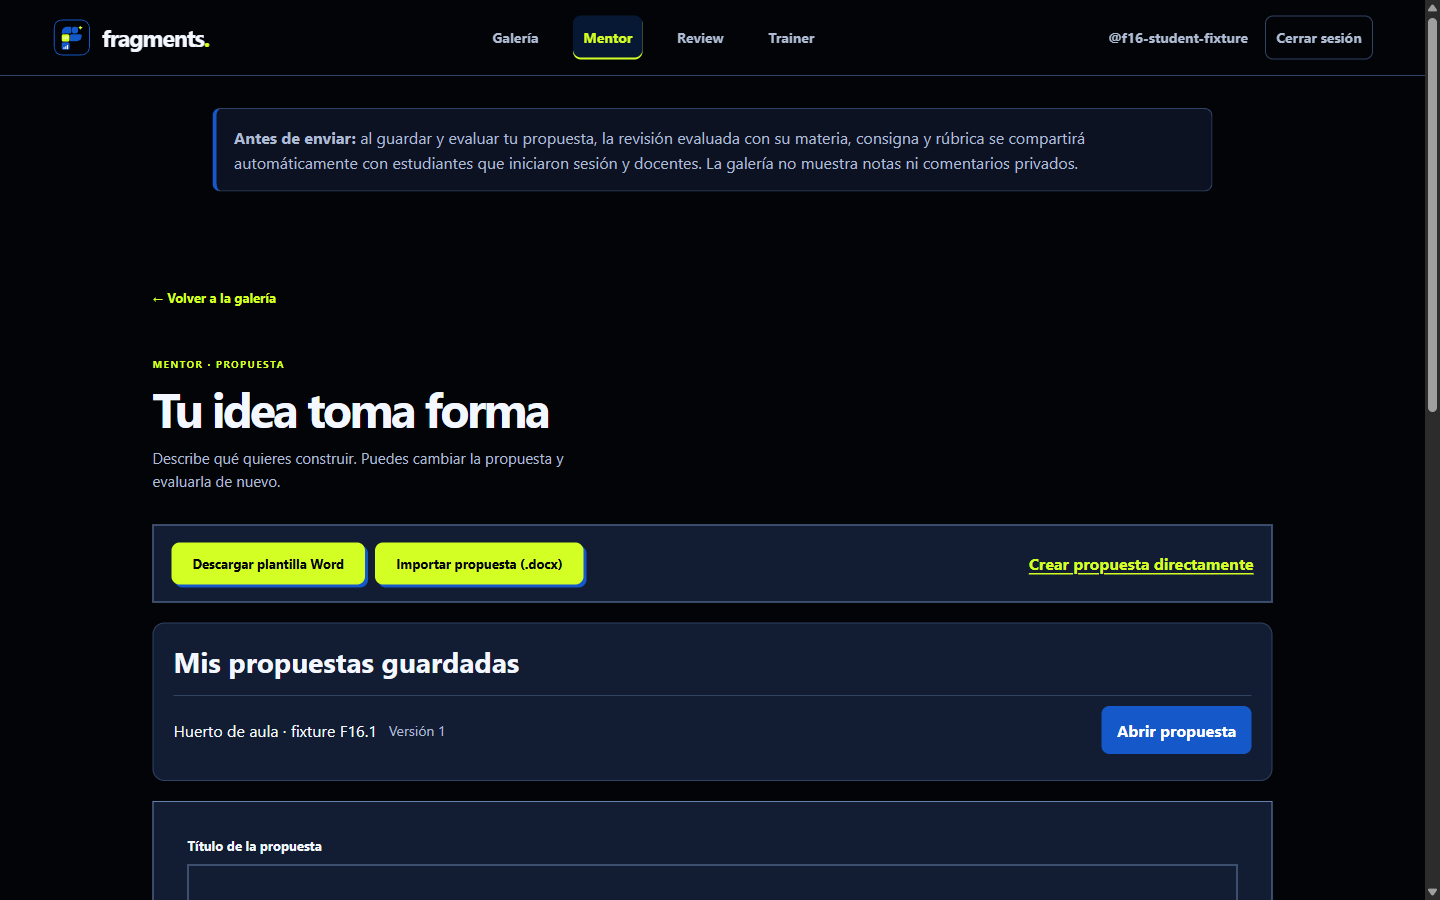 fragments.
Galería
Mentor
Review
Trainer
@f16-student-fixture
Cerrar sesión
Antes de enviar: al guardar y evaluar tu propuesta, la revisión evaluada con su materia, consigna y rúbrica se compartirá
automáticamente con estudiantes que iniciaron sesión y docentes. La galería no muestra notas ni comentarios privados.
← Volver a la galería
MENTOR · PROPUESTA
Tu idea toma forma
Describe qué quieres construir. Puedes cambiar la propuesta y
evaluarla de nuevo.
Descargar plantilla Word
Importar propuesta (.docx)
Crear propuesta directamente
Mis propuestas guardadas
Huerto de aula · fixture F16.1 Versión 1
Abrir propuesta
Título de la propuesta